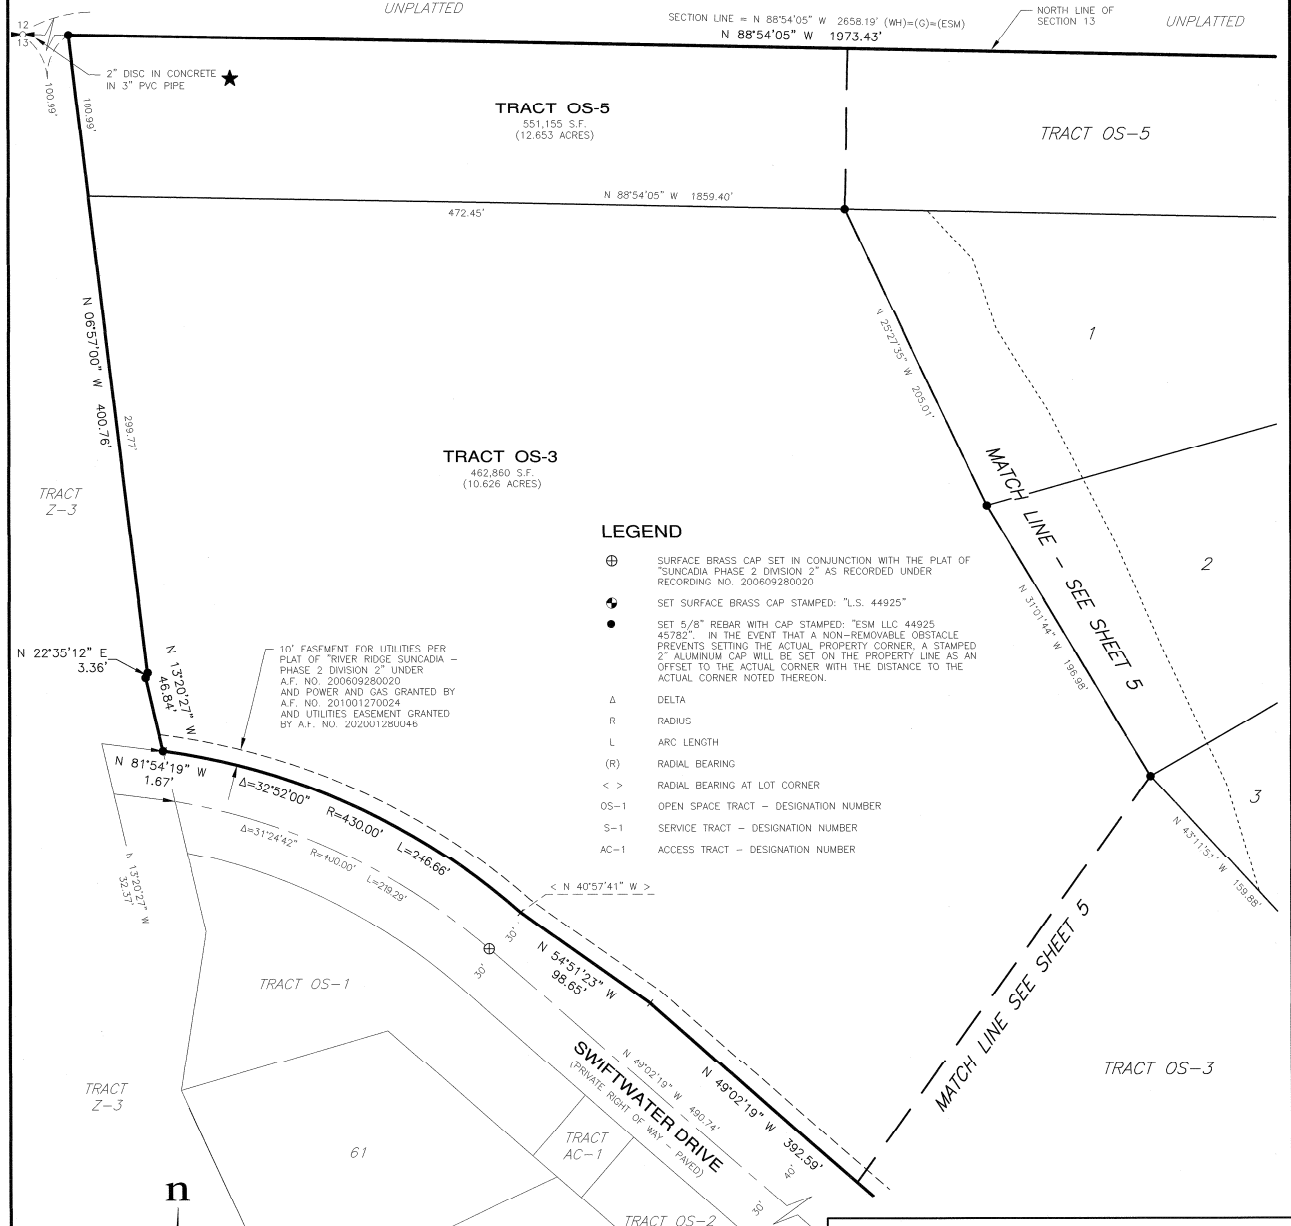 UNPLATTED
SECTION LINE = N 88°54'05" W 2658.19' (WH)=(G)=(ESM)
N 88°54'05" W 1973.43'
NORTH LINE OF
SECTION 13
UNPLATTED
12
13
2" DISC IN CONCRETE ★
IN 3" PVC PIPE
100.99'
100.99'
TRACT OS-5
551,155 S.F.
(12.653 ACRES)
TRACT OS-5
N 88°54'05" W 1859.40'
472.45'
N 06°57'00" W 400.76'
299.77'
25°27'35" W 205.01'
1
TRACT OS-3
462,860 S.F.
(10.626 ACRES)
TRACT
Z-3
MATCH LINE - SEE SHEET 5
2
N 31°01'44" W 196.98'
LEGEND
⊕ SURFACE BRASS CAP SET IN CONJUNCTION WITH THE PLAT OF
"SUNCADIA PHASE 2 DIVISION 2" AS RECORDED UNDER
RECORDING NO. 200609280020
SET SURFACE BRASS CAP STAMPED: "L.S. 44925"
● SET 5/8" REBAR WITH CAP STAMPED: "ESM LLC 44925
45782". IN THE EVENT THAT A NON-REMOVABLE OBSTACLE
PREVENTS SETTING THE ACTUAL PROPERTY CORNER, A STAMPED
2" ALUMINUM CAP WILL BE SET ON THE PROPERTY LINE AS AN
OFFSET TO THE ACTUAL CORNER WITH THE DISTANCE TO THE
ACTUAL CORNER NOTED THEREON.
Δ DELTA
R RADIUS
L ARC LENGTH
(R) RADIAL BEARING
< > RADIAL BEARING AT LOT CORNER
OS-1 OPEN SPACE TRACT - DESIGNATION NUMBER
S-1 SERVICE TRACT - DESIGNATION NUMBER
AC-1 ACCESS TRACT - DESIGNATION NUMBER
N 22°35'12" E
3.36'
N 13°20'27" W
46.84'
10' EASEMENT FOR UTILITIES PER
PLAT OF "RIVER RIDGE SUNCADIA -
PHASE 2 DIVISION 2" UNDER
A.F. NO. 200609280020
AND POWER AND GAS GRANTED BY
A.F. NO. 201001270024
AND UTILITIES EASEMENT GRANTED
BY A.F. NO. 202001280046
N 81°54'19" W
1.67'
Δ=32°52'00" R=430.00' L=246.66'
Δ=31°24'42" R=400.00' L=219.29'
13°20'27" W
32.37'
3
N 43°11'51" W 159.88'
< N 40°57'41" W >
30'
30'
N 54°51'23" W
98.65'
MATCH LINE SEE SHEET 5
TRACT OS-1
TRACT OS-3
N 49°02'19" W 490.74'
N 49°02'19" W 392.59'
SWIFTWATER DRIVE
(PRIVATE RIGHT OF WAY - PAVED)
TRACT
Z-3
61
TRACT
AC-1
40'
30'
n
TRACT OS-2